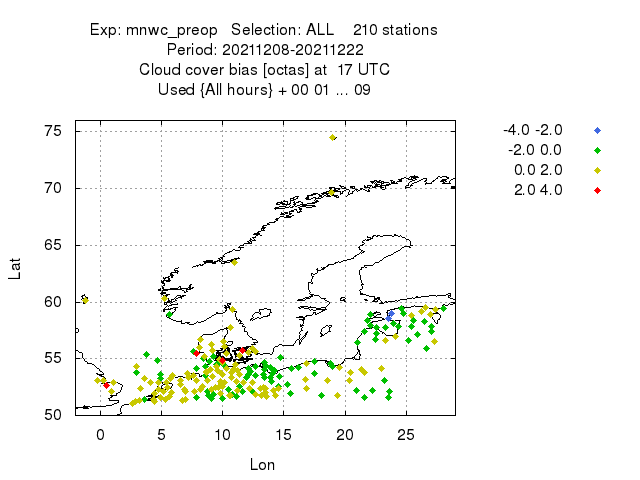 Exp: mnwc_preop   Selection: ALL    210 stations
Period: 20211208-20211222
Cloud cover bias [octas] at  17 UTC
Used {All hours} + 00 01 ... 09
-4.0 -2.0
-2.0 0.0
0.0 2.0
2.0 4.0
75
70
65
60
55
50
Lat
0 5 10 15 20 25
Lon